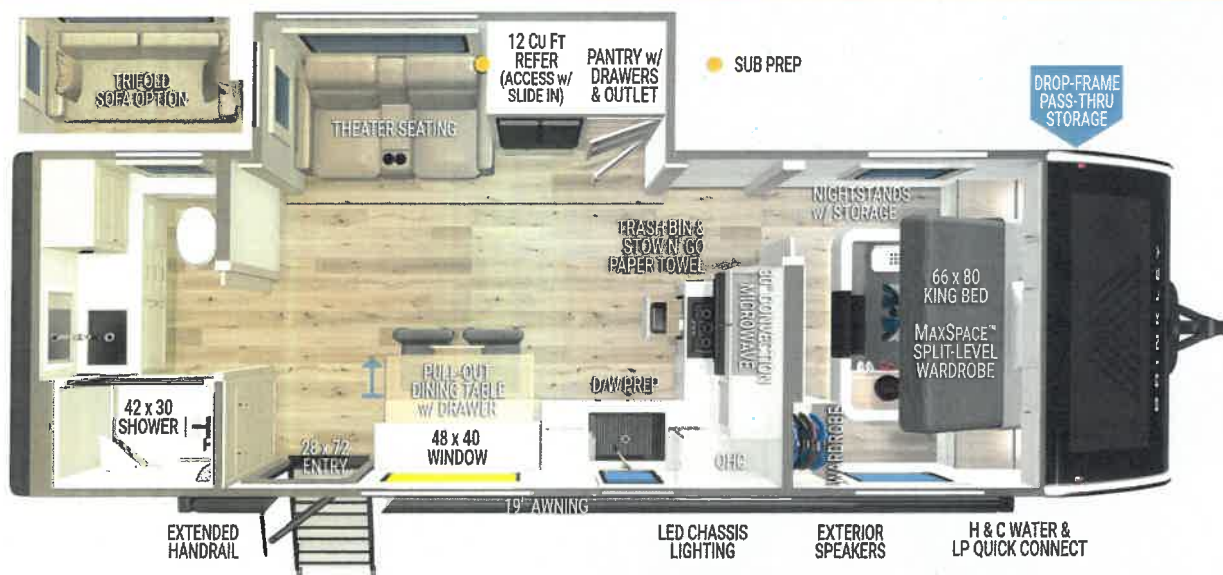 TRIFOLD
SOFA OPTION
THEATER SEATING
12 CU FT
REFER
(ACCESS w/
SLIDE IN)
PANTRY w/
DRAWERS
& OUTLET
SUB PREP
DROP-FRAME
PASS-THRU
STORAGE
NIGHTSTANDS
w/ STORAGE
TRASH BIN &
STOW N' GO
PAPER TOWEL
30" CONVECTION
MICROWAVE
66 x 80
KING BED
MAXSPACE™
SPLIT-LEVEL
WARDROBE
BRINKLEY
PULL-OUT
DINING TABLE
w/ DRAWER
D/W PREP
42 x 30
SHOWER
28 x 72
ENTRY
48 x 40
WINDOW
OHC
WARDROBE
19' AWNING
EXTENDED
HANDRAIL
LED CHASSIS
LIGHTING
EXTERIOR
SPEAKERS
H & C WATER &
LP QUICK CONNECT